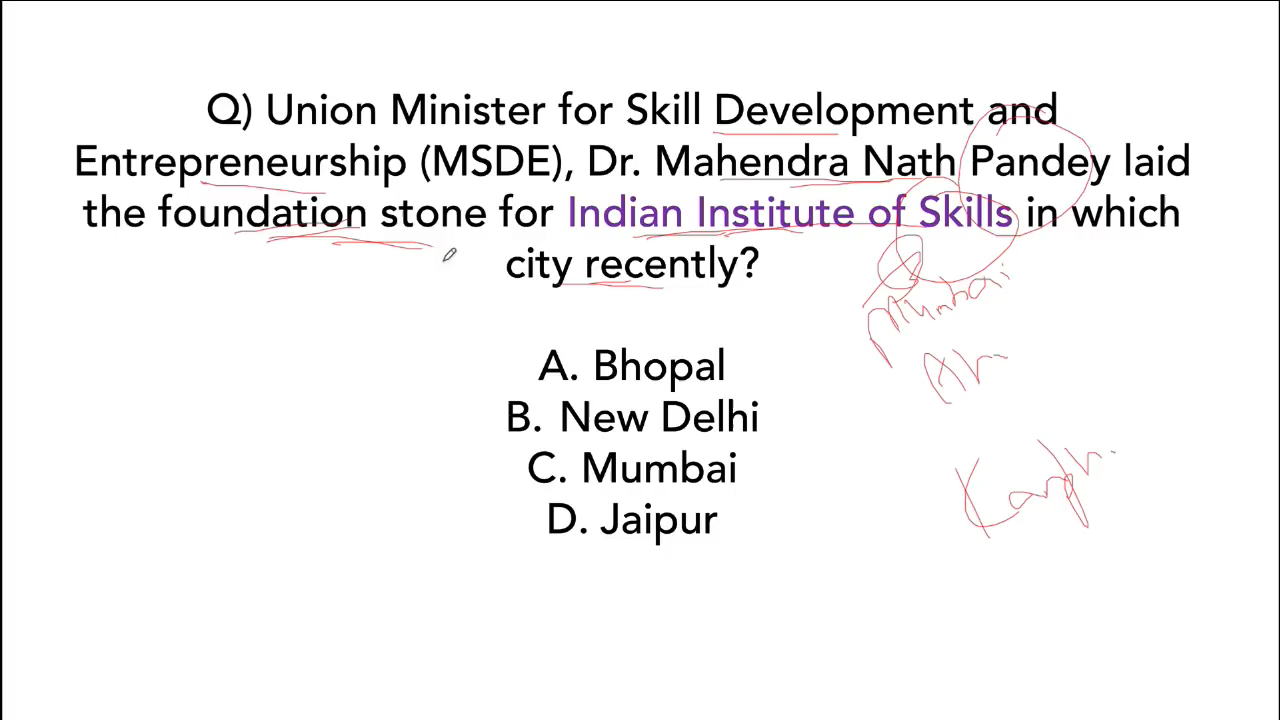 Q) Union Minister for Skill Development and
Entrepreneurship (MSDE), Dr. Mahendra Nath Pandey laid
the foundation stone for Indian Institute of Skills in which
city recently?
Mumbai
A. Bhopal
B. New Delhi
C. Mumbai
D. Jaipur